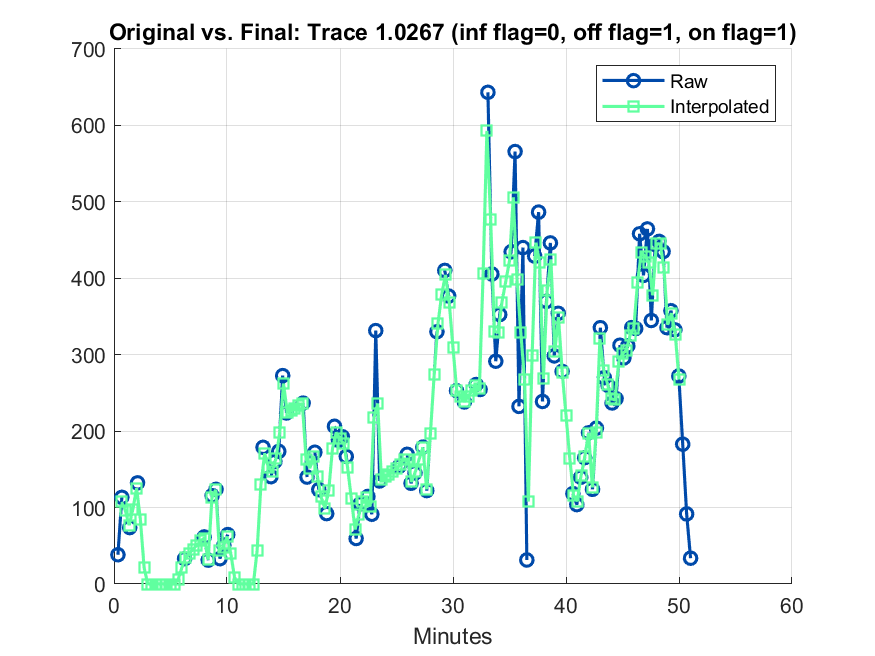 Original vs. Final: Trace 1.0267 (inf flag=0, off flag=1, on flag=1)
700
600
500
400
300
200
100
0
Raw
Interpolated
0 10 20 30 40 50 60
Minutes